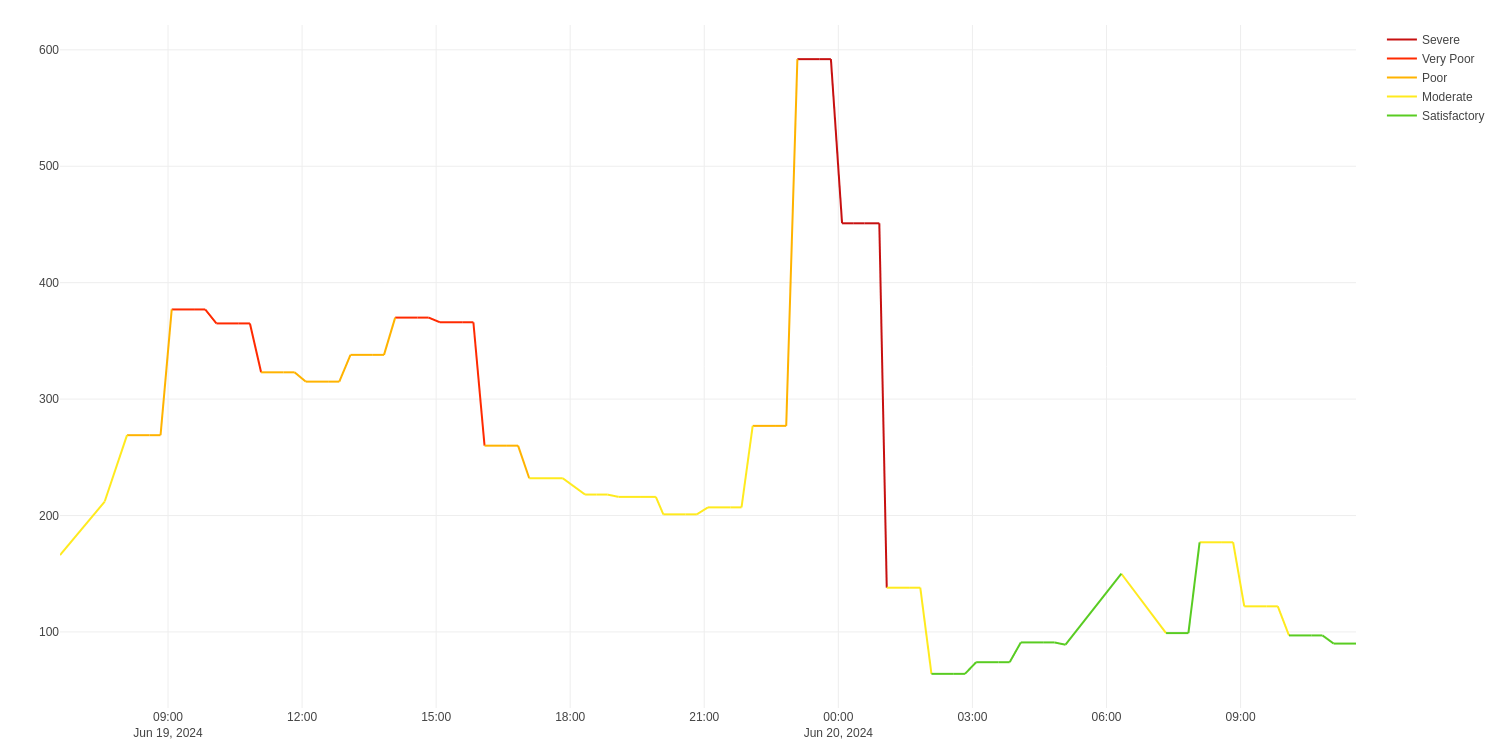 600
500
400
300
200
100
09:00
Jun 19, 2024
12:00
15:00
18:00
21:00
00:00
Jun 20, 2024
03:00
06:00
09:00
Severe
Very Poor
Poor
Moderate
Satisfactory